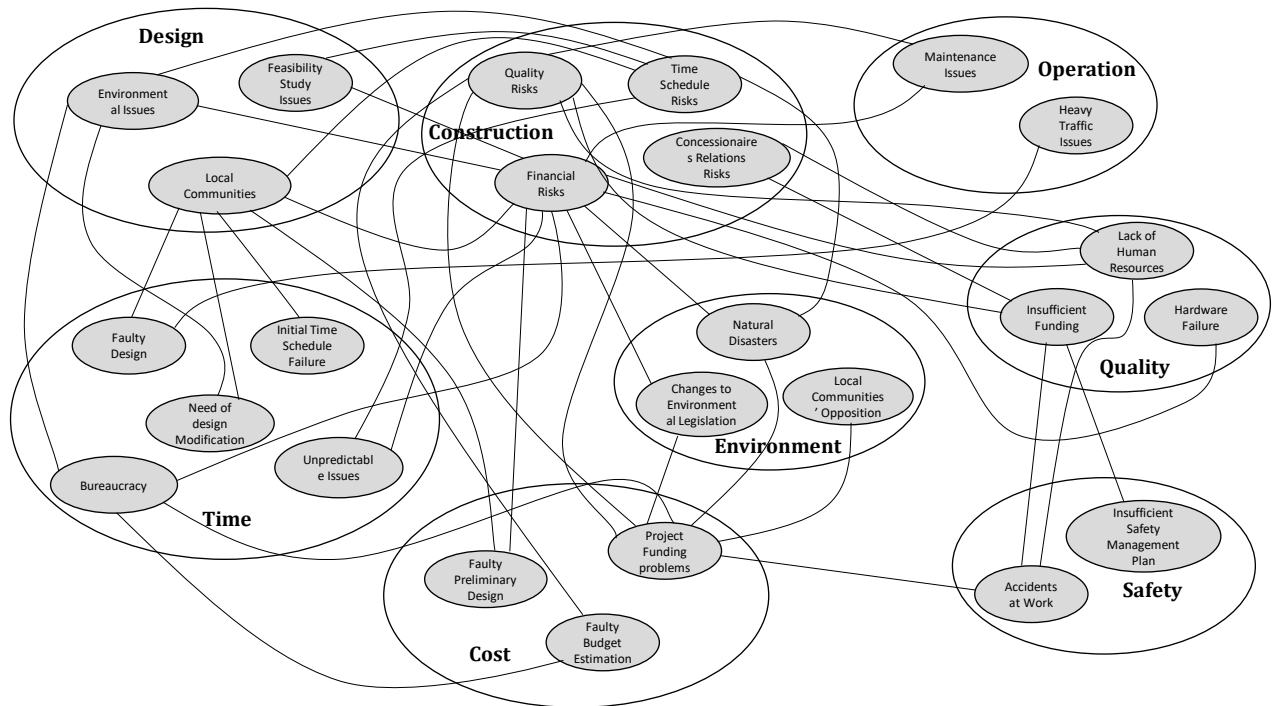 Design
Feasibility
Study
Issues
Environment
al Issues
Local
Communities
Construction
Quality
Risks
Time
Schedule
Risks
Concessionaire
s Relations
Risks
Financial
Risks
Operation
Maintenance
Issues
Heavy
Traffic
Issues
Quality
Lack of
Human
Resources
Insufficient
Funding
Hardware
Failure
Time
Faulty
Design
Initial Time
Schedule
Failure
Need of
design
Modification
Unpredictabl
e Issues
Bureaucracy
Environment
Natural
Disasters
Changes to
Environment
al Legislation
Local
Communities
’ Opposition
Cost
Faulty
Preliminary
Design
Project
Funding
problems
Faulty
Budget
Estimation
Safety
Insufficient
Safety
Management
Plan
Accidents
at Work